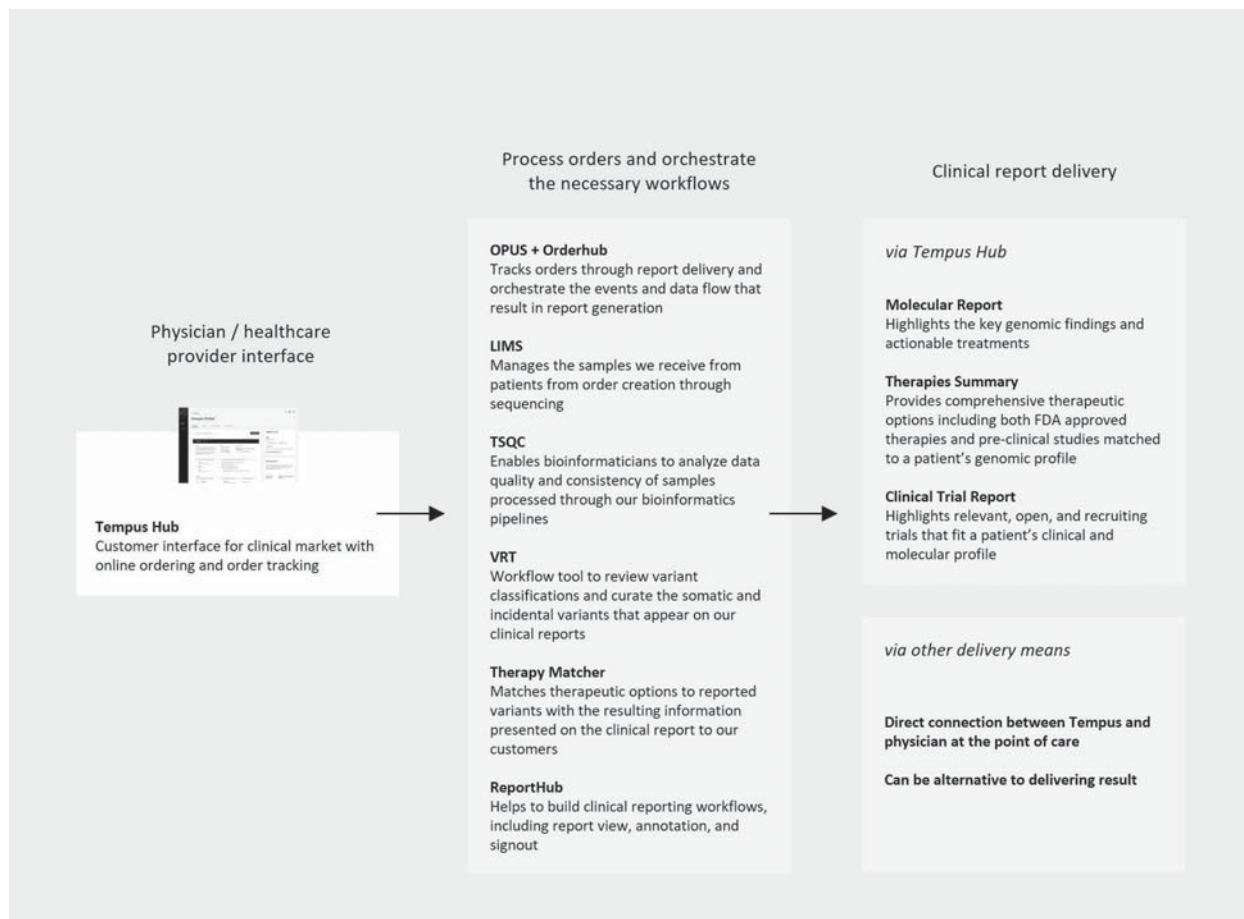 Physician / healthcare
provider interface
Tempus Hub
Customer interface for clinical market with
online ordering and order tracking
Process orders and orchestrate
the necessary workflows
OPUS + Orderhub
Tracks orders through report delivery and
orchestrate the events and data flow that
result in report generation
LIMS
Manages the samples we receive from
patients from order creation through
sequencing
TSQC
Enables bioinformaticians to analyze data
quality and consistency of samples
processed through our bioinformatics
pipelines
VRT
Workflow tool to review variant
classifications and curate the somatic and
incidental variants that appear on our
clinical reports
Therapy Matcher
Matches therapeutic options to reported
variants with the resulting information
presented on the clinical report to our
customers
ReportHub
Helps to build clinical reporting workflows,
including report view, annotation, and
signout
Clinical report delivery
via Tempus Hub
Molecular Report
Highlights the key genomic findings and
actionable treatments
Therapies Summary
Provides comprehensive therapeutic
options including both FDA approved
therapies and pre-clinical studies matched
to a patient's genomic profile
Clinical Trial Report
Highlights relevant, open, and recruiting
trials that fit a patient's clinical and
molecular profile
via other delivery means
Direct connection between Tempus and
physician at the point of care
Can be alternative to delivering result